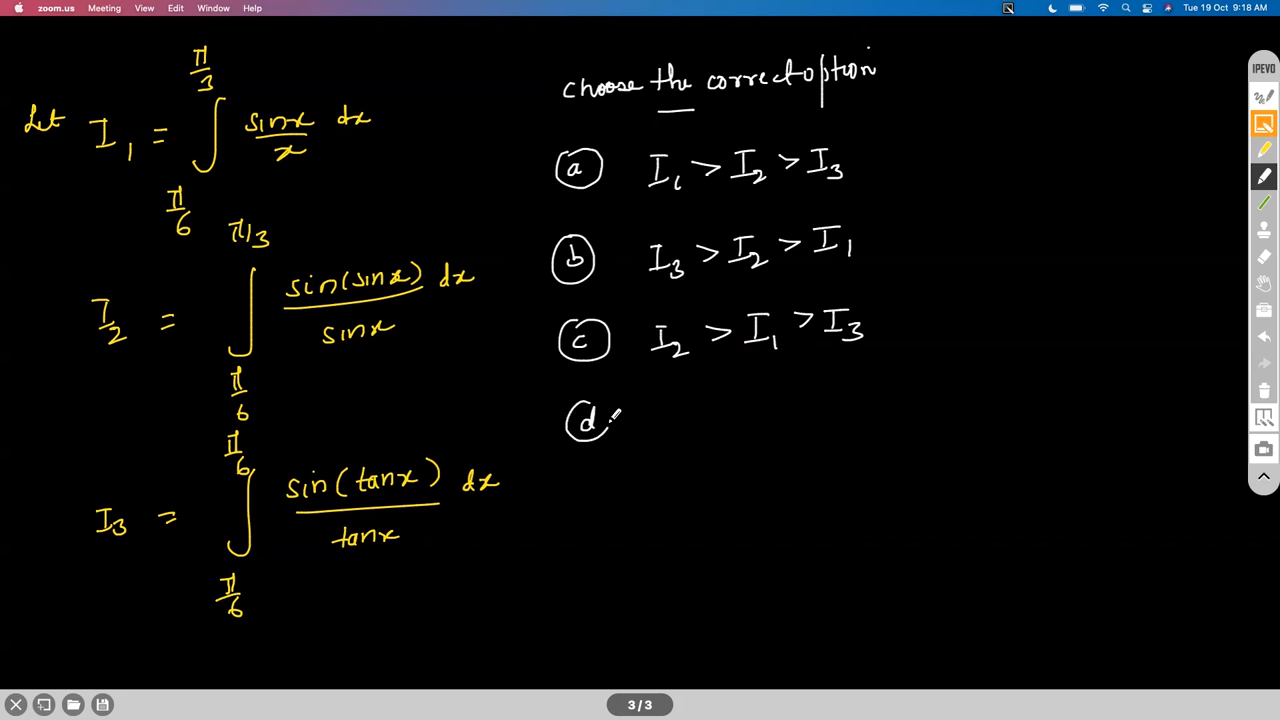 zoom.us Meeting View Edit Window Help Tue 19 Oct 9:18 AM
IPEVO
Let I₁ = ∫_{π/6}^{π/3} sinx/x dx
I₂ = ∫_{π/6}^{π/3} sin(sinx)/sinx dx
I₃ = ∫_{π/6}^{π/6} sin(tanx)/tanx dx
choose the correct option
(a) I₁ > I₂ > I₃
(b) I₃ > I₂ > I₁
(c) I₂ > I₁ > I₃
(d)
3/3